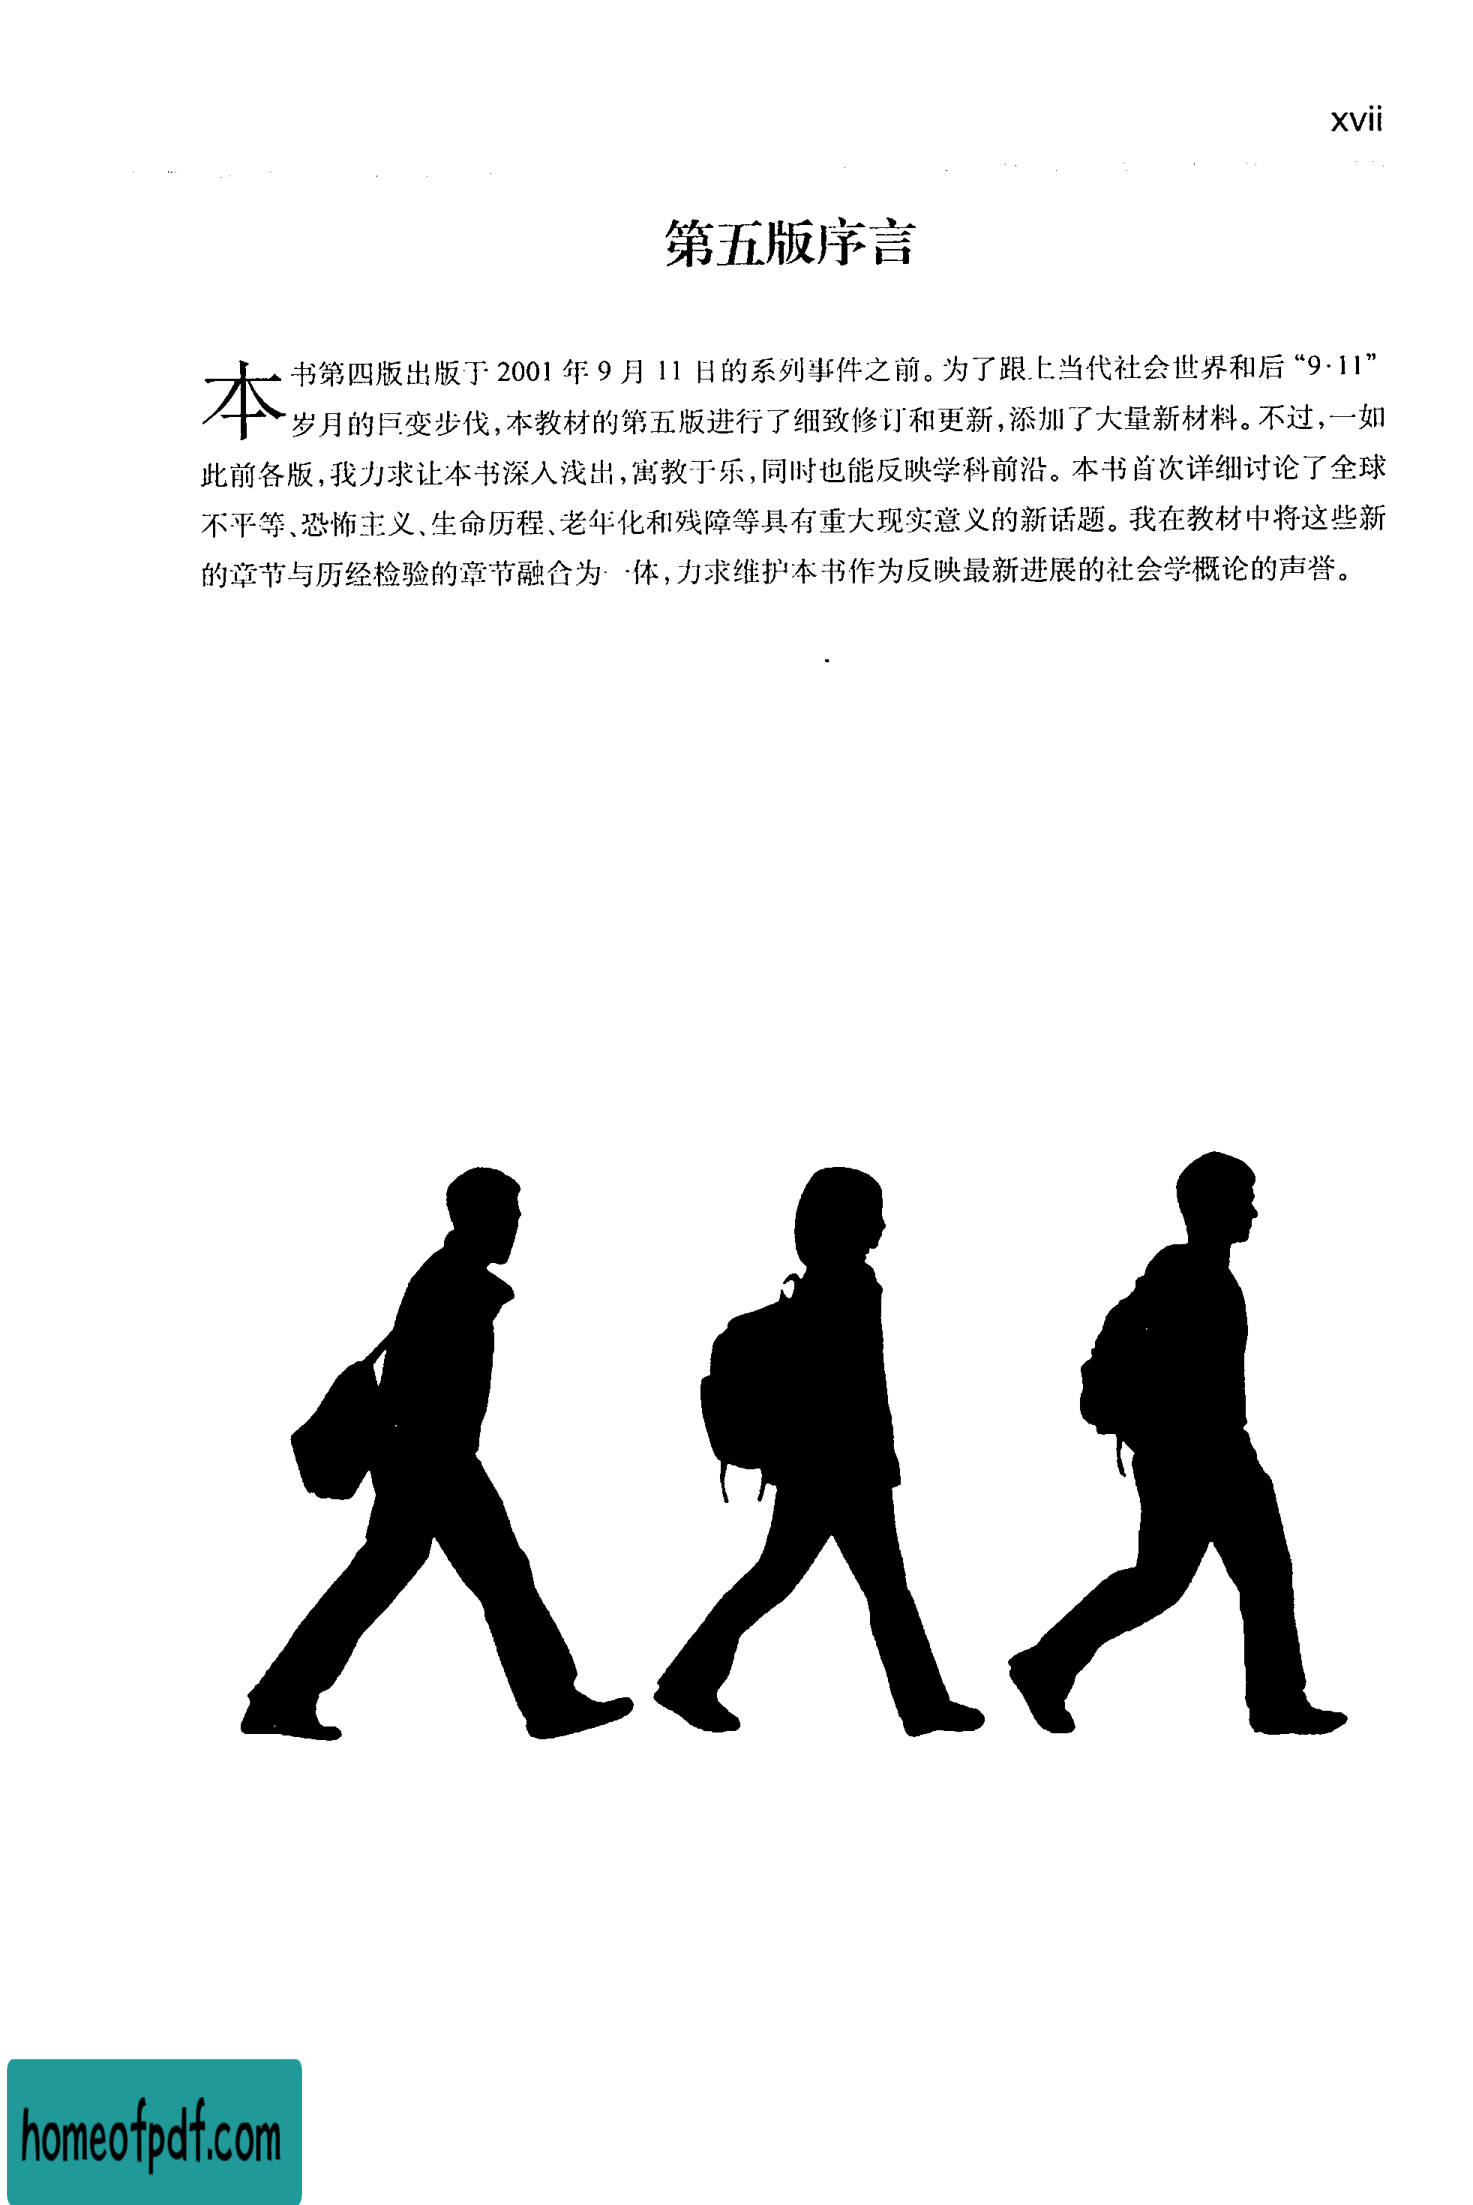 xvii
第五版序言
本书第四版出版于 2001 年 9 月 11 日的系列事件之前。为了跟上当代社会世界和后“9·11”
岁月的巨变步伐,本教材的第五版进行了细致修订和更新,添加了大量新材料。不过,一如
此前各版,我力求让本书深入浅出,寓教于乐,同时也能反映学科前沿。本书首次详细讨论了全球
不平等、恐怖主义、生命历程、老年化和残障等具有重大现实意义的新话题。我在教材中将这些新
的章节与历经检验的章节融合为一体,力求维护本书作为反映最新进展的社会学概论的声誉。
homeofpdf.com